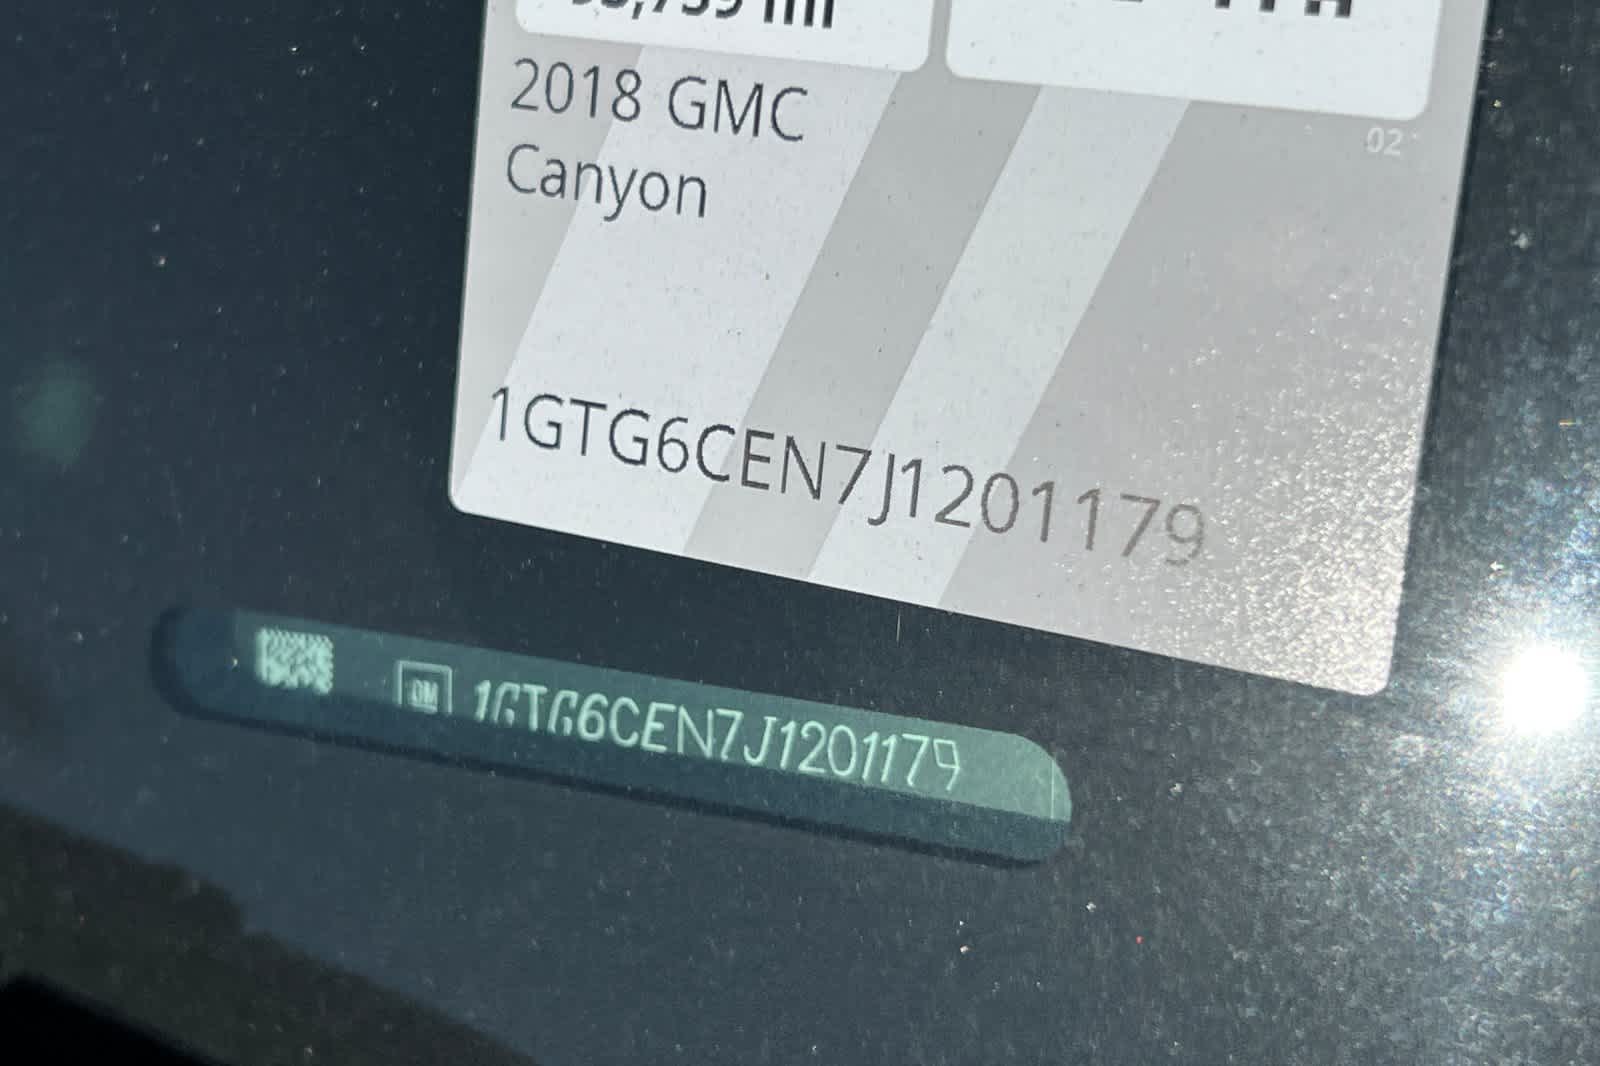 2018 GMC
02
Canyon
1GTG6CEN7J1201179
GM 1GTG6CEN7J1201179